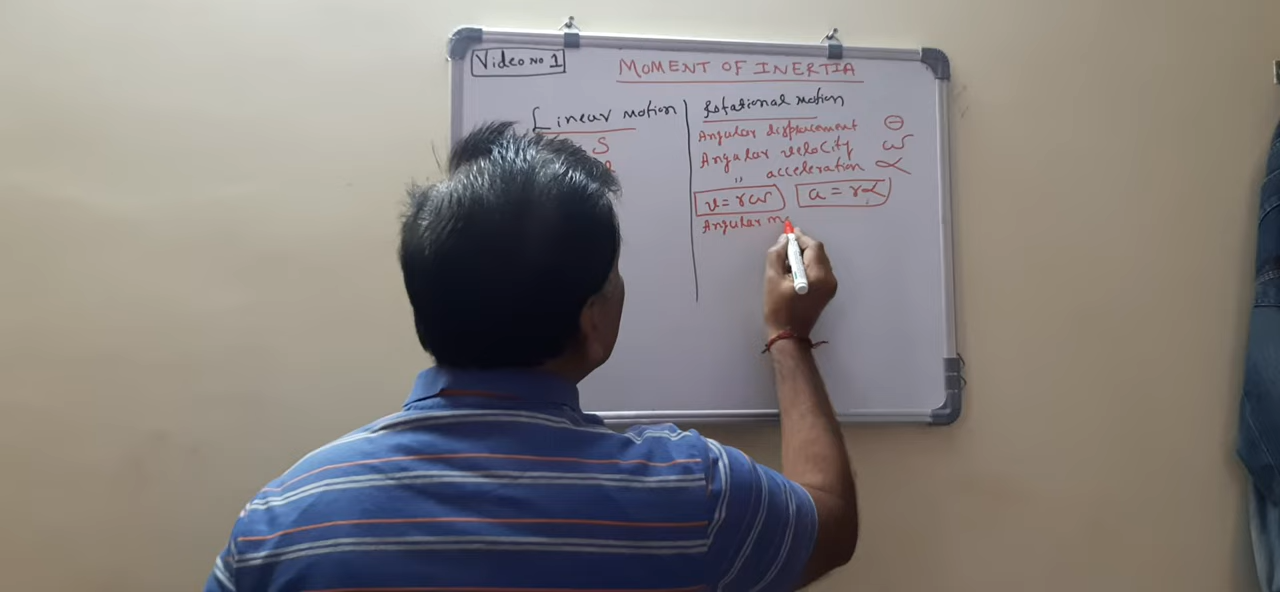 Video No 1
MOMENT OF INERTIA
Linear motion
S
Rotational motion
Angular displacement θ
Angular velocity ω
" acceleration α
v = rω a = rα
Angular m